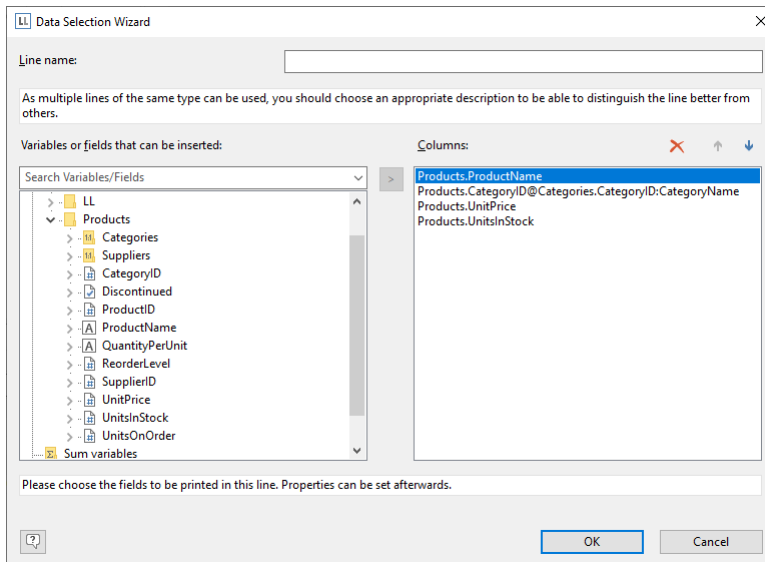 LL Data Selection Wizard
Line name:
As multiple lines of the same type can be used, you should choose an appropriate description to be able to distinguish the line better from
others.
Variables or fields that can be inserted:
Search Variables/Fields
LL
Products
1:1 Categories
1:1 Suppliers
# CategoryID
Discontinued
# ProductID
A ProductName
A QuantityPerUnit
# ReorderLevel
# SupplierID
# UnitPrice
# UnitsInStock
# UnitsOnOrder
Σ Sum variables
>
Columns:
Products.ProductName
Products.CategoryID@Categories.CategoryID:CategoryName
Products.UnitPrice
Products.UnitsInStock
Please choose the fields to be printed in this line. Properties can be set afterwards.
?
OK
Cancel